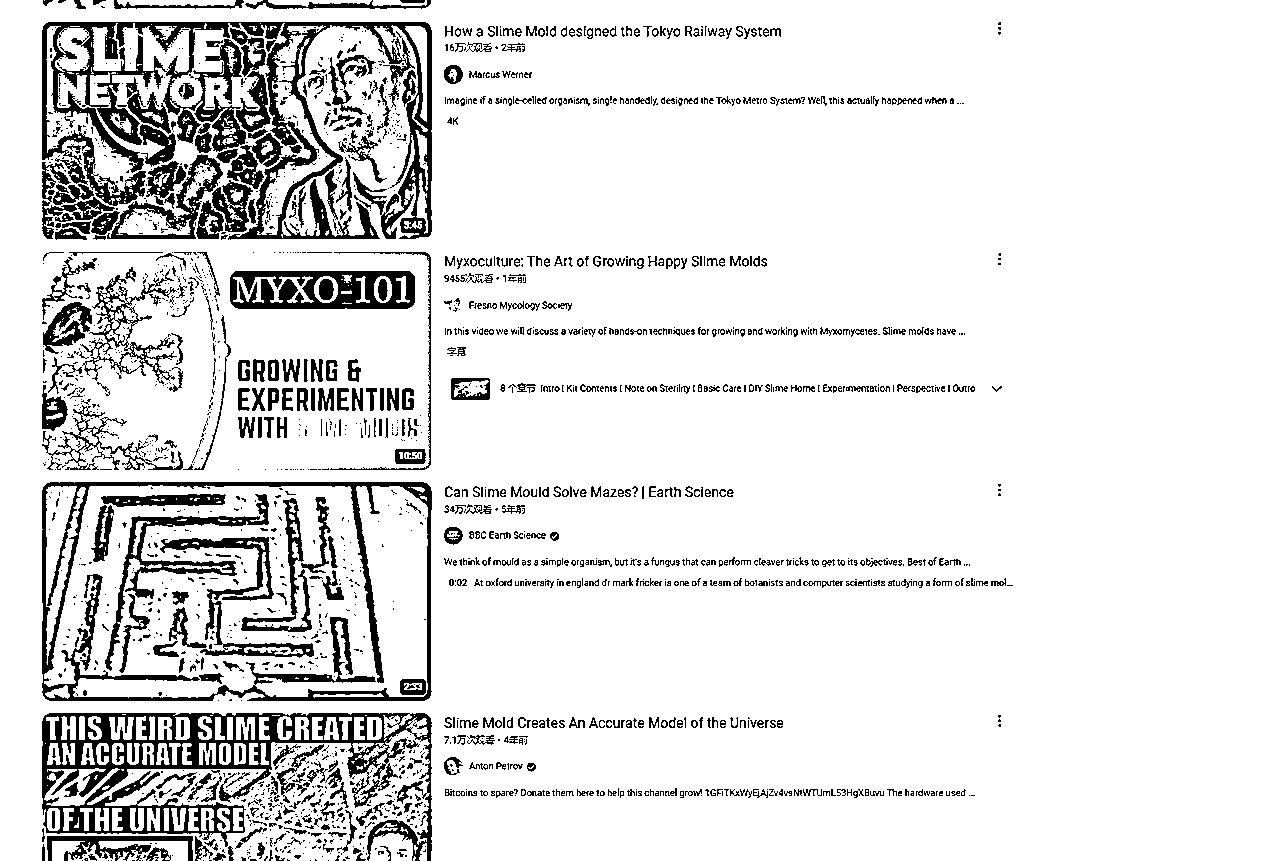 SLIME
NETWORK
How a Slime Mold designed the Tokyo Railway System
16万次观看 • 2年前
Marcus Werner
Imagine if a single-celled organism, single handedly, designed the Tokyo Metro System? Well, this actually happened when a ...
4K
MYXO-101
GROWING &
EXPERIMENTING
WITH
10:50
Myxoculture: The Art of Growing Happy Slime Molds
9455次观看 • 1年前
Fresno Mycology Society
In this video we will discuss a variety of hands-on techniques for growing and working with Myxomycetes. Slime molds have ...
字幕
8 个章节 Intro | Kit Contents | Note on Sterility | Basic Care | DIY Slime Home | Experimentation | Perspective | Outro
2:33
Can Slime Mould Solve Mazes? | Earth Science
34万次观看 • 5年前
BBC Earth Science
We think of mould as a simple organism, but it's a fungus that can perform cleaver tricks to get to its objectives. Best of Earth ...
0:02 At oxford university in england dr mark fricker is one of a team of botanists and computer scientists studying a form of slime mol...
THIS WEIRD SLIME CREATED
AN ACCURATE MODEL
OF THE UNIVERSE
Slime Mold Creates An Accurate Model of the Universe
7.1万次观看 • 4年前
Anton Petrov
Bitcoins to spare? Donate them here to help this channel grow! The hardware used ...